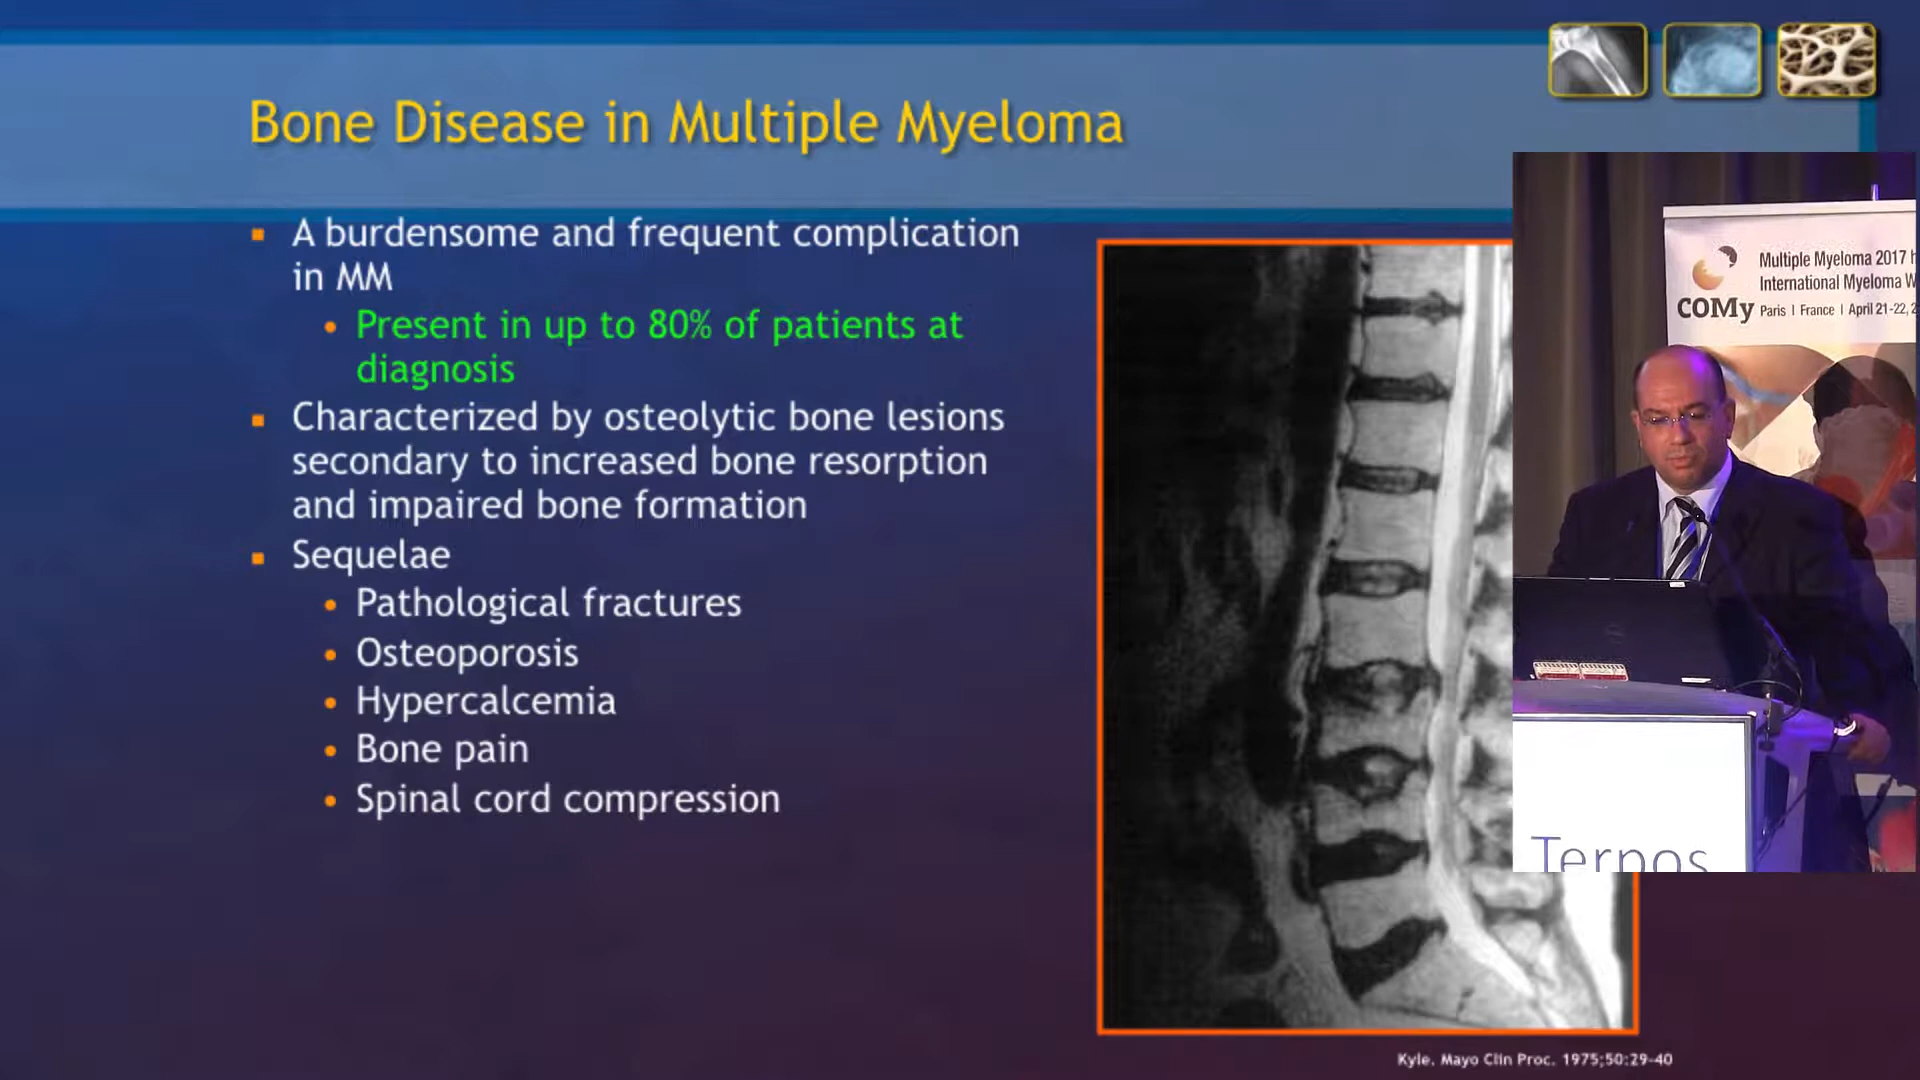 Bone Disease in Multiple Myeloma
A burdensome and frequent complication
in MM
Present in up to 80% of patients at
diagnosis
Characterized by osteolytic bone lesions
secondary to increased bone resorption
and impaired bone formation
Sequelae
Pathological fractures
Osteoporosis
Hypercalcemia
Bone pain
Spinal cord compression
Multiple Myeloma 2017
International Myeloma W
COMy
Paris | France | April 21-22, 2
Terpos
Kyle. Mayo Clin Proc. 1975;50:29-40